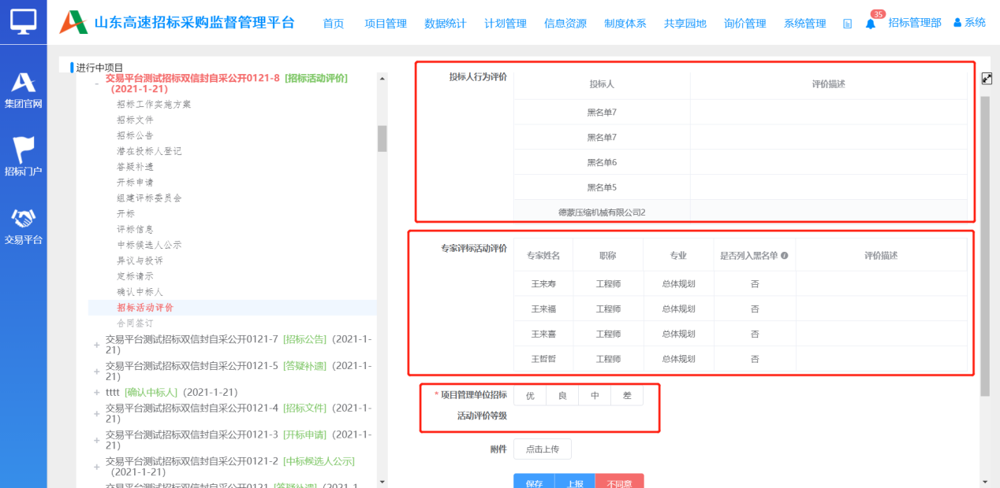 山东高速招标采购监督管理平台
首页 项目管理 数据统计 计划管理 信息资源 制度体系 共享园地 询价管理 系统管理 35 招标管理部 系统
集团官网
招标门户
交易平台
进行中项目
- 交易平台测试招标双信封自采公开0121-8 [招标活动评价]
(2021-1-21)
招标工作实施方案
招标文件
招标公告
潜在投标人登记
答疑补遗
开标申请
组建评标委员会
开标
评标信息
中标候选人公示
异议与投诉
定标请示
确认中标人
招标活动评价
合同签订
+ 交易平台测试招标双信封自采公开0121-7 [招标公告] (2021-1-
21)
+ 交易平台测试招标双信封自采公开0121-5 [答疑补遗] (2021-1-
21)
+ tttt [确认中标人] (2021-1-21)
+ 交易平台测试招标双信封自采公开0121-4 [招标文件] (2021-1-
21)
+ 交易平台测试招标双信封自采公开0121-3 [开标申请] (2021-1-
21)
+ 交易平台测试招标双信封自采公开0121-2 [中标候选人公示]
(2021-1-21)
交易平台测试招标双信封自采公开0121 [答疑补遗] (2021-1-
投标人行为评价
投标人 评价描述
黑名单7
黑名单7
黑名单6
黑名单5
德蒙压缩机械有限公司2
专家评标活动评价
专家姓名 职称 专业 是否列入黑名单 评价描述
王来寿 工程师 总体规划 否
王来福 工程师 总体规划 否
王来喜 工程师 总体规划 否
王哲哲 工程师 总体规划 否
* 项目管理单位招标 优 良 中 差
活动评价等级
附件 点击上传
保存 上报 不同意